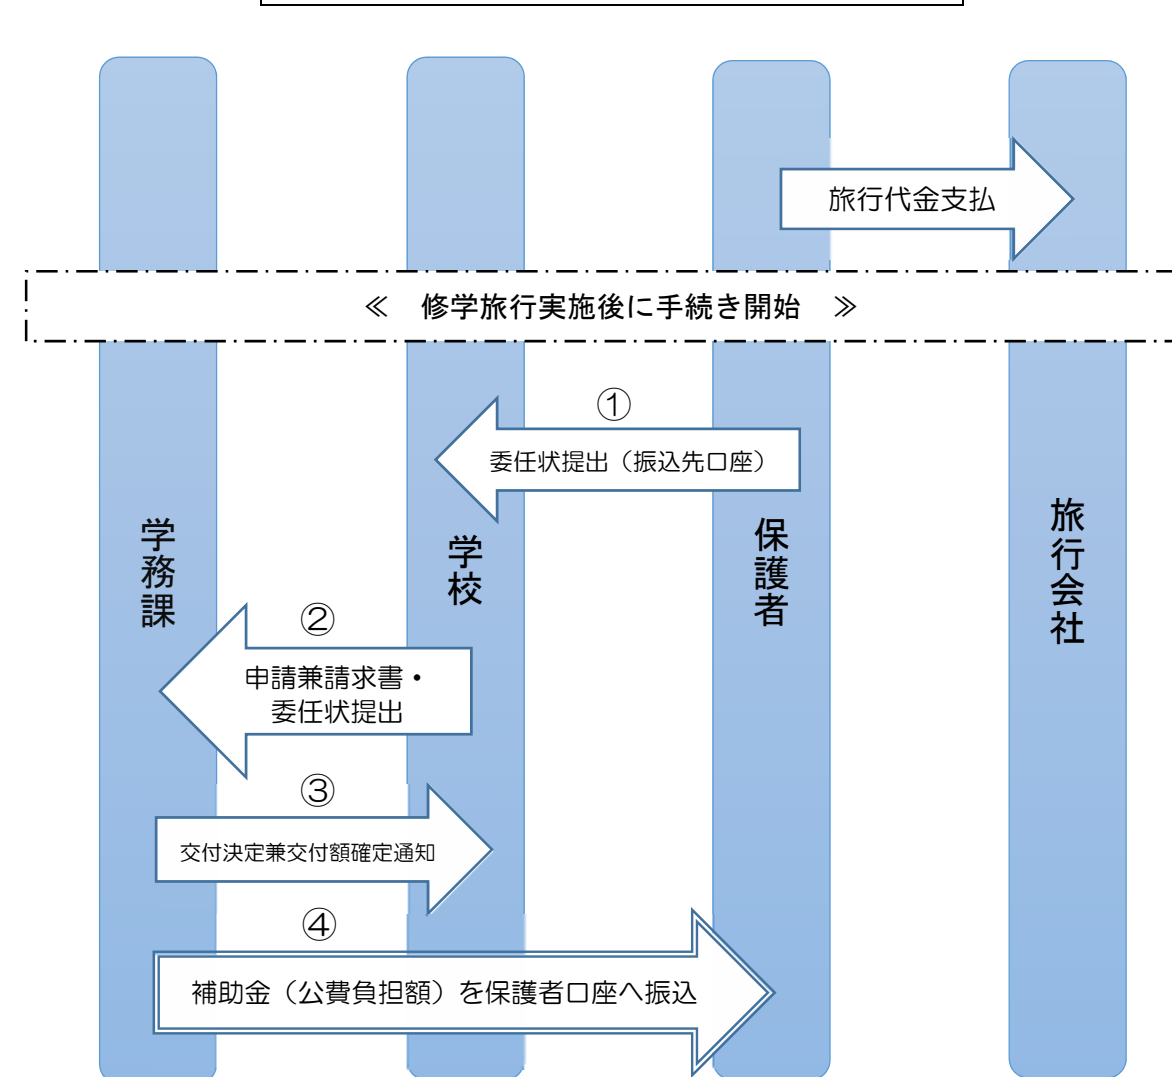 旅行代金支払
≪　修学旅行実施後に手続き開始　≫
①
委任状提出（振込先口座）
学務課
学校
保護者
旅行会社
②
申請兼請求書・
委任状提出
③
交付決定兼交付額確定通知
④
補助金（公費負担額）を保護者口座へ振込